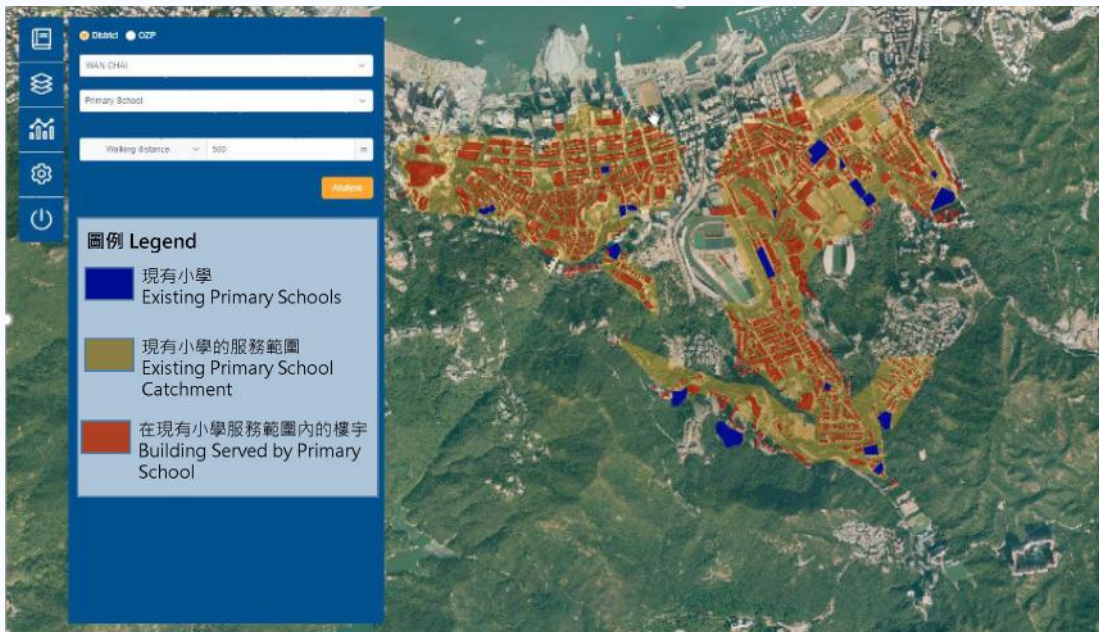 District OZP
WAN CHAI
Primary School
Walking distance 500 m
Analyse
圖例 Legend
現有小學
Existing Primary Schools
現有小學的服務範圍
Existing Primary School
Catchment
在現有小學服務範圍內的樓宇
Building Served by Primary
School